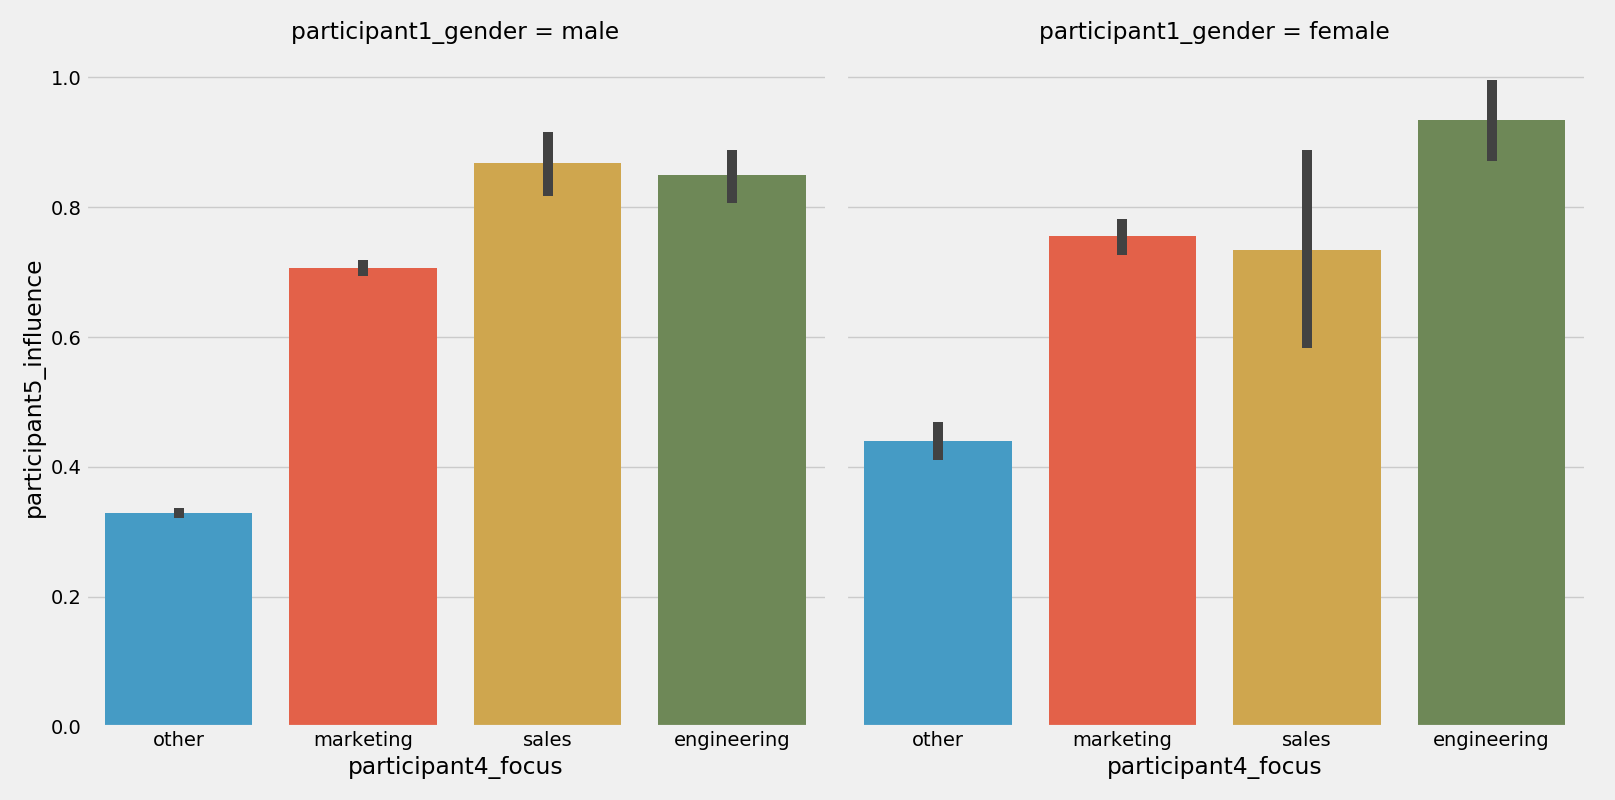 participant1_gender = male
participant1_gender = female
participant5_influence
1.0
0.8
0.6
0.4
0.2
0.0
other marketing sales engineering
other marketing sales engineering
participant4_focus
participant4_focus